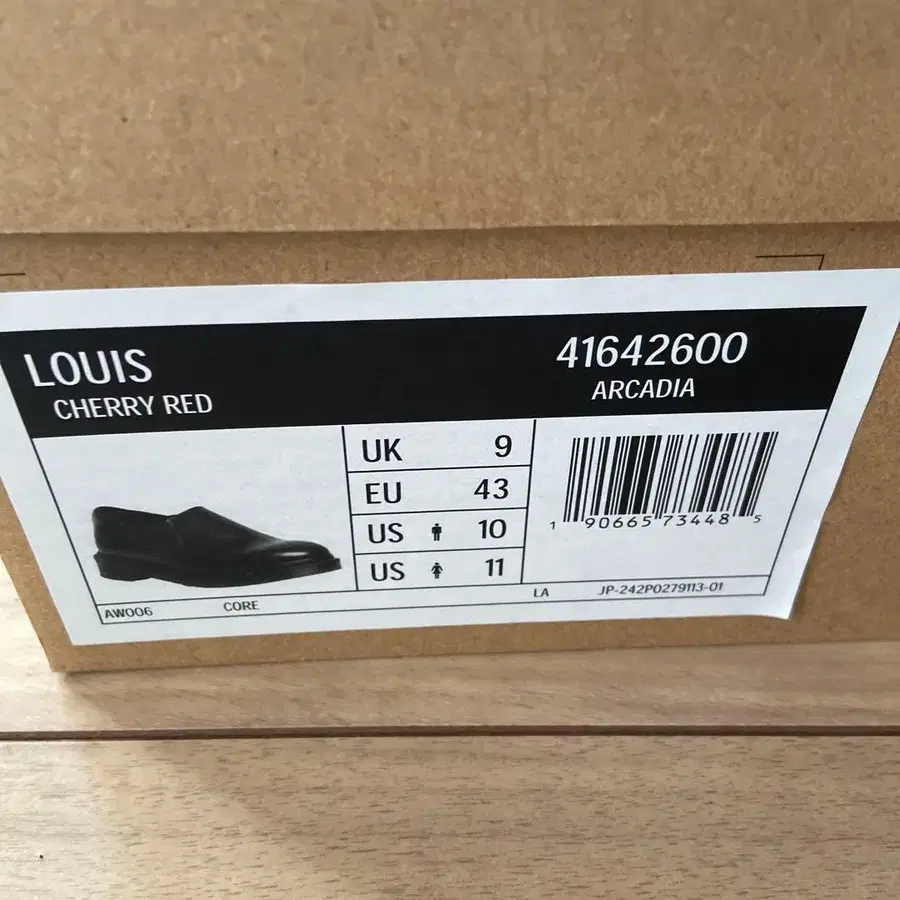 LOUIS
CHERRY RED
41642600
ARCADIA
UK 9
EU 43
US 10
US 11
1 90665 73448 5
AW006 CORE LA JP-242P0279113-01